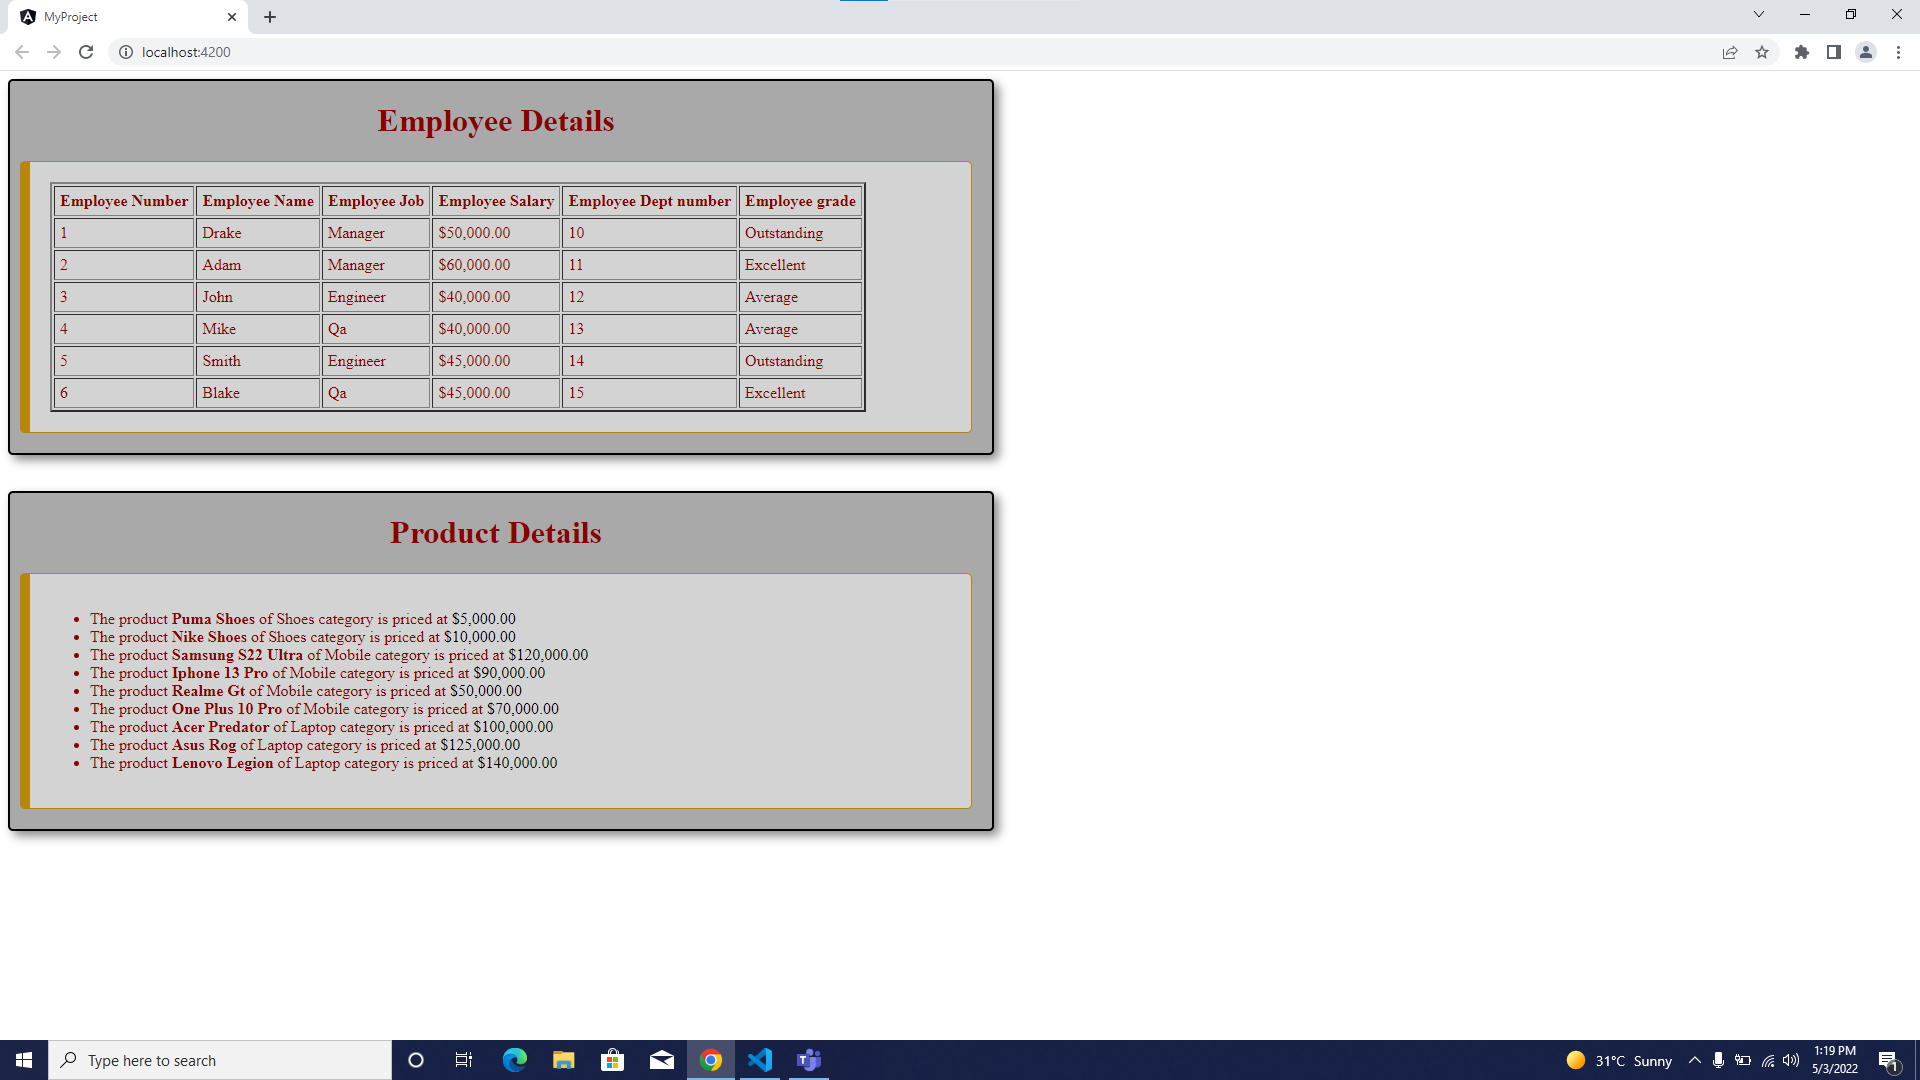 MyProject
localhost:4200
Employee Details
Employee Number Employee Name Employee Job Employee Salary Employee Dept number Employee grade
1 Drake Manager $50,000.00 10 Outstanding
2 Adam Manager $60,000.00 11 Excellent
3 John Engineer $40,000.00 12 Average
4 Mike Qa $40,000.00 13 Average
5 Smith Engineer $45,000.00 14 Outstanding
6 Blake Qa $45,000.00 15 Excellent
Product Details
• The product Puma Shoes of Shoes category is priced at $5,000.00
• The product Nike Shoes of Shoes category is priced at $10,000.00
• The product Samsung S22 Ultra of Mobile category is priced at $120,000.00
• The product Iphone 13 Pro of Mobile category is priced at $90,000.00
• The product Realme Gt of Mobile category is priced at $50,000.00
• The product One Plus 10 Pro of Mobile category is priced at $70,000.00
• The product Acer Predator of Laptop category is priced at $100,000.00
• The product Asus Rog of Laptop category is priced at $125,000.00
• The product Lenovo Legion of Laptop category is priced at $140,000.00
Type here to search
31°C Sunny
1:19 PM
5/3/2022
1